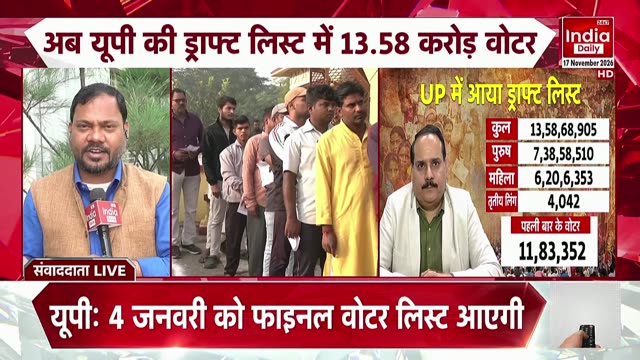 अब यूपी की ड्राफ्ट लिस्ट में 13.58 करोड़ वोटर
24x7
India
Daily
17 November 2026
HD
UP में आया ड्राफ्ट लिस्ट
कुल 13,58,68,905
पुरुष 7,38,58,510
महिला 6,20,6,353
तृतीय लिंग 4,042
पहली बार के वोटर
11,83,352
India
संवाददाता LIVE
यूपीः 4 जनवरी को फाइनल वोटर लिस्ट आएगी